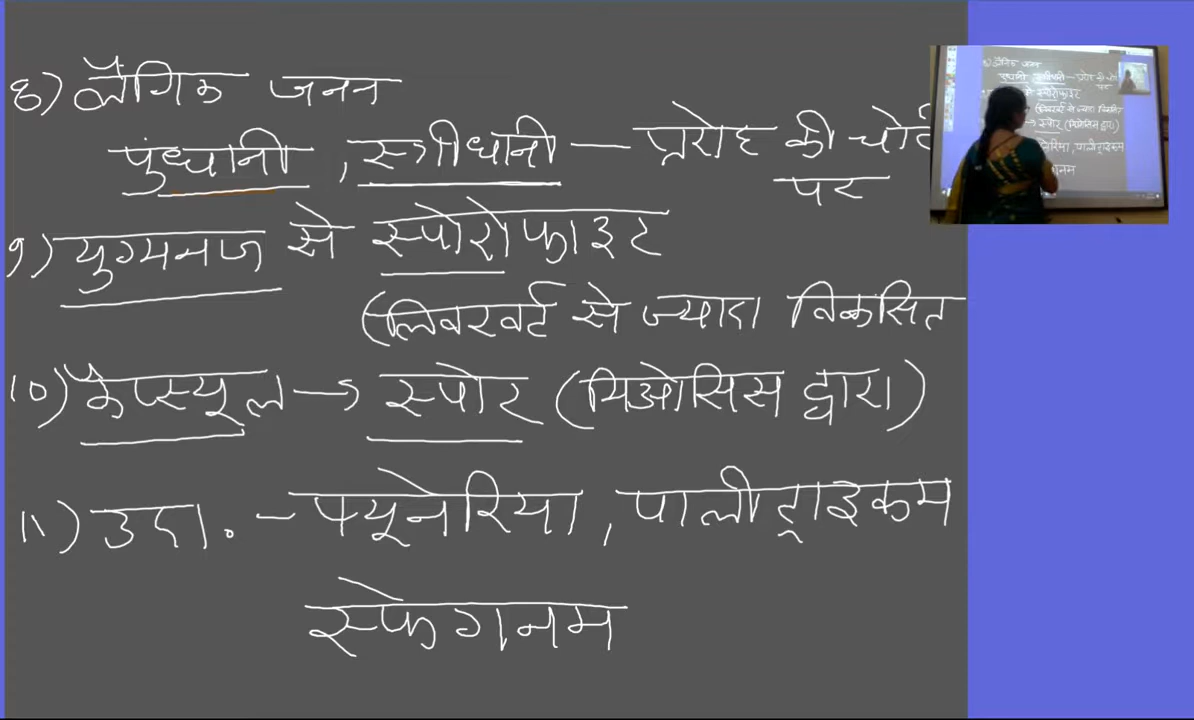 8) लैंगिक जनन
पुंधानी , स्त्रीधानी — प्ररोह की
पर
9) युग्मनज से स्पोरोफाइट
(लिवरवर्ट से ज्यादा विकसित
10) कैप्स्यूल → स्पोर (मिओसिस द्वारा)
11) उदा. - फ्यूनेरिया, पालीट्राइकम
स्फेगनम